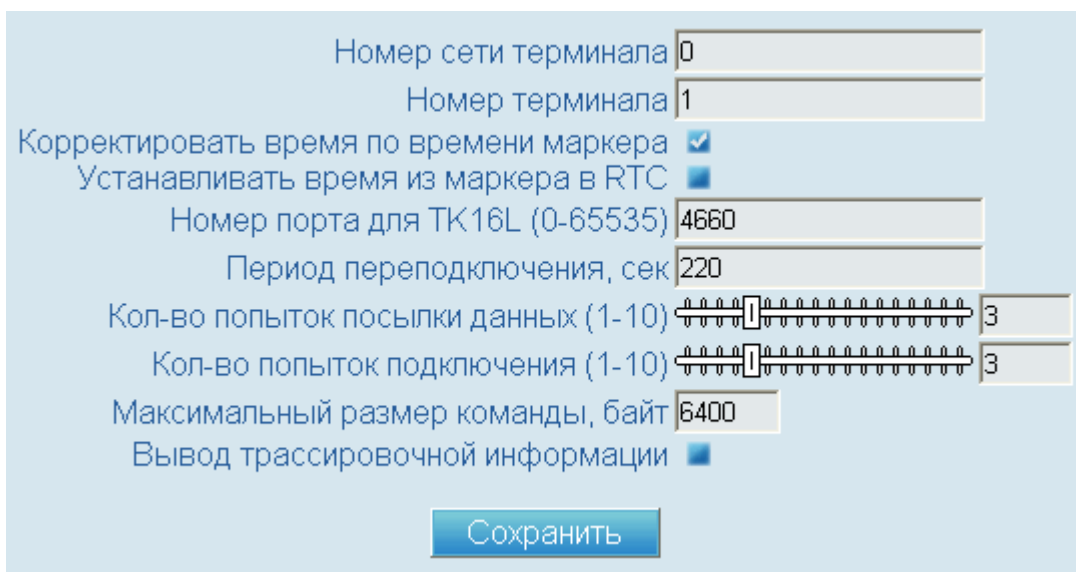 Номер сети терминала 0
Номер терминала 1
Корректировать время по времени маркера
Устанавливать время из маркера в RTC
Номер порта для TK16L (0-65535) 4660
Период переподключения, сек 220
Кол-во попыток посылки данных (1-10) 3
Кол-во попыток подключения (1-10) 3
Максимальный размер команды, байт 6400
Вывод трассировочной информации
Сохранить